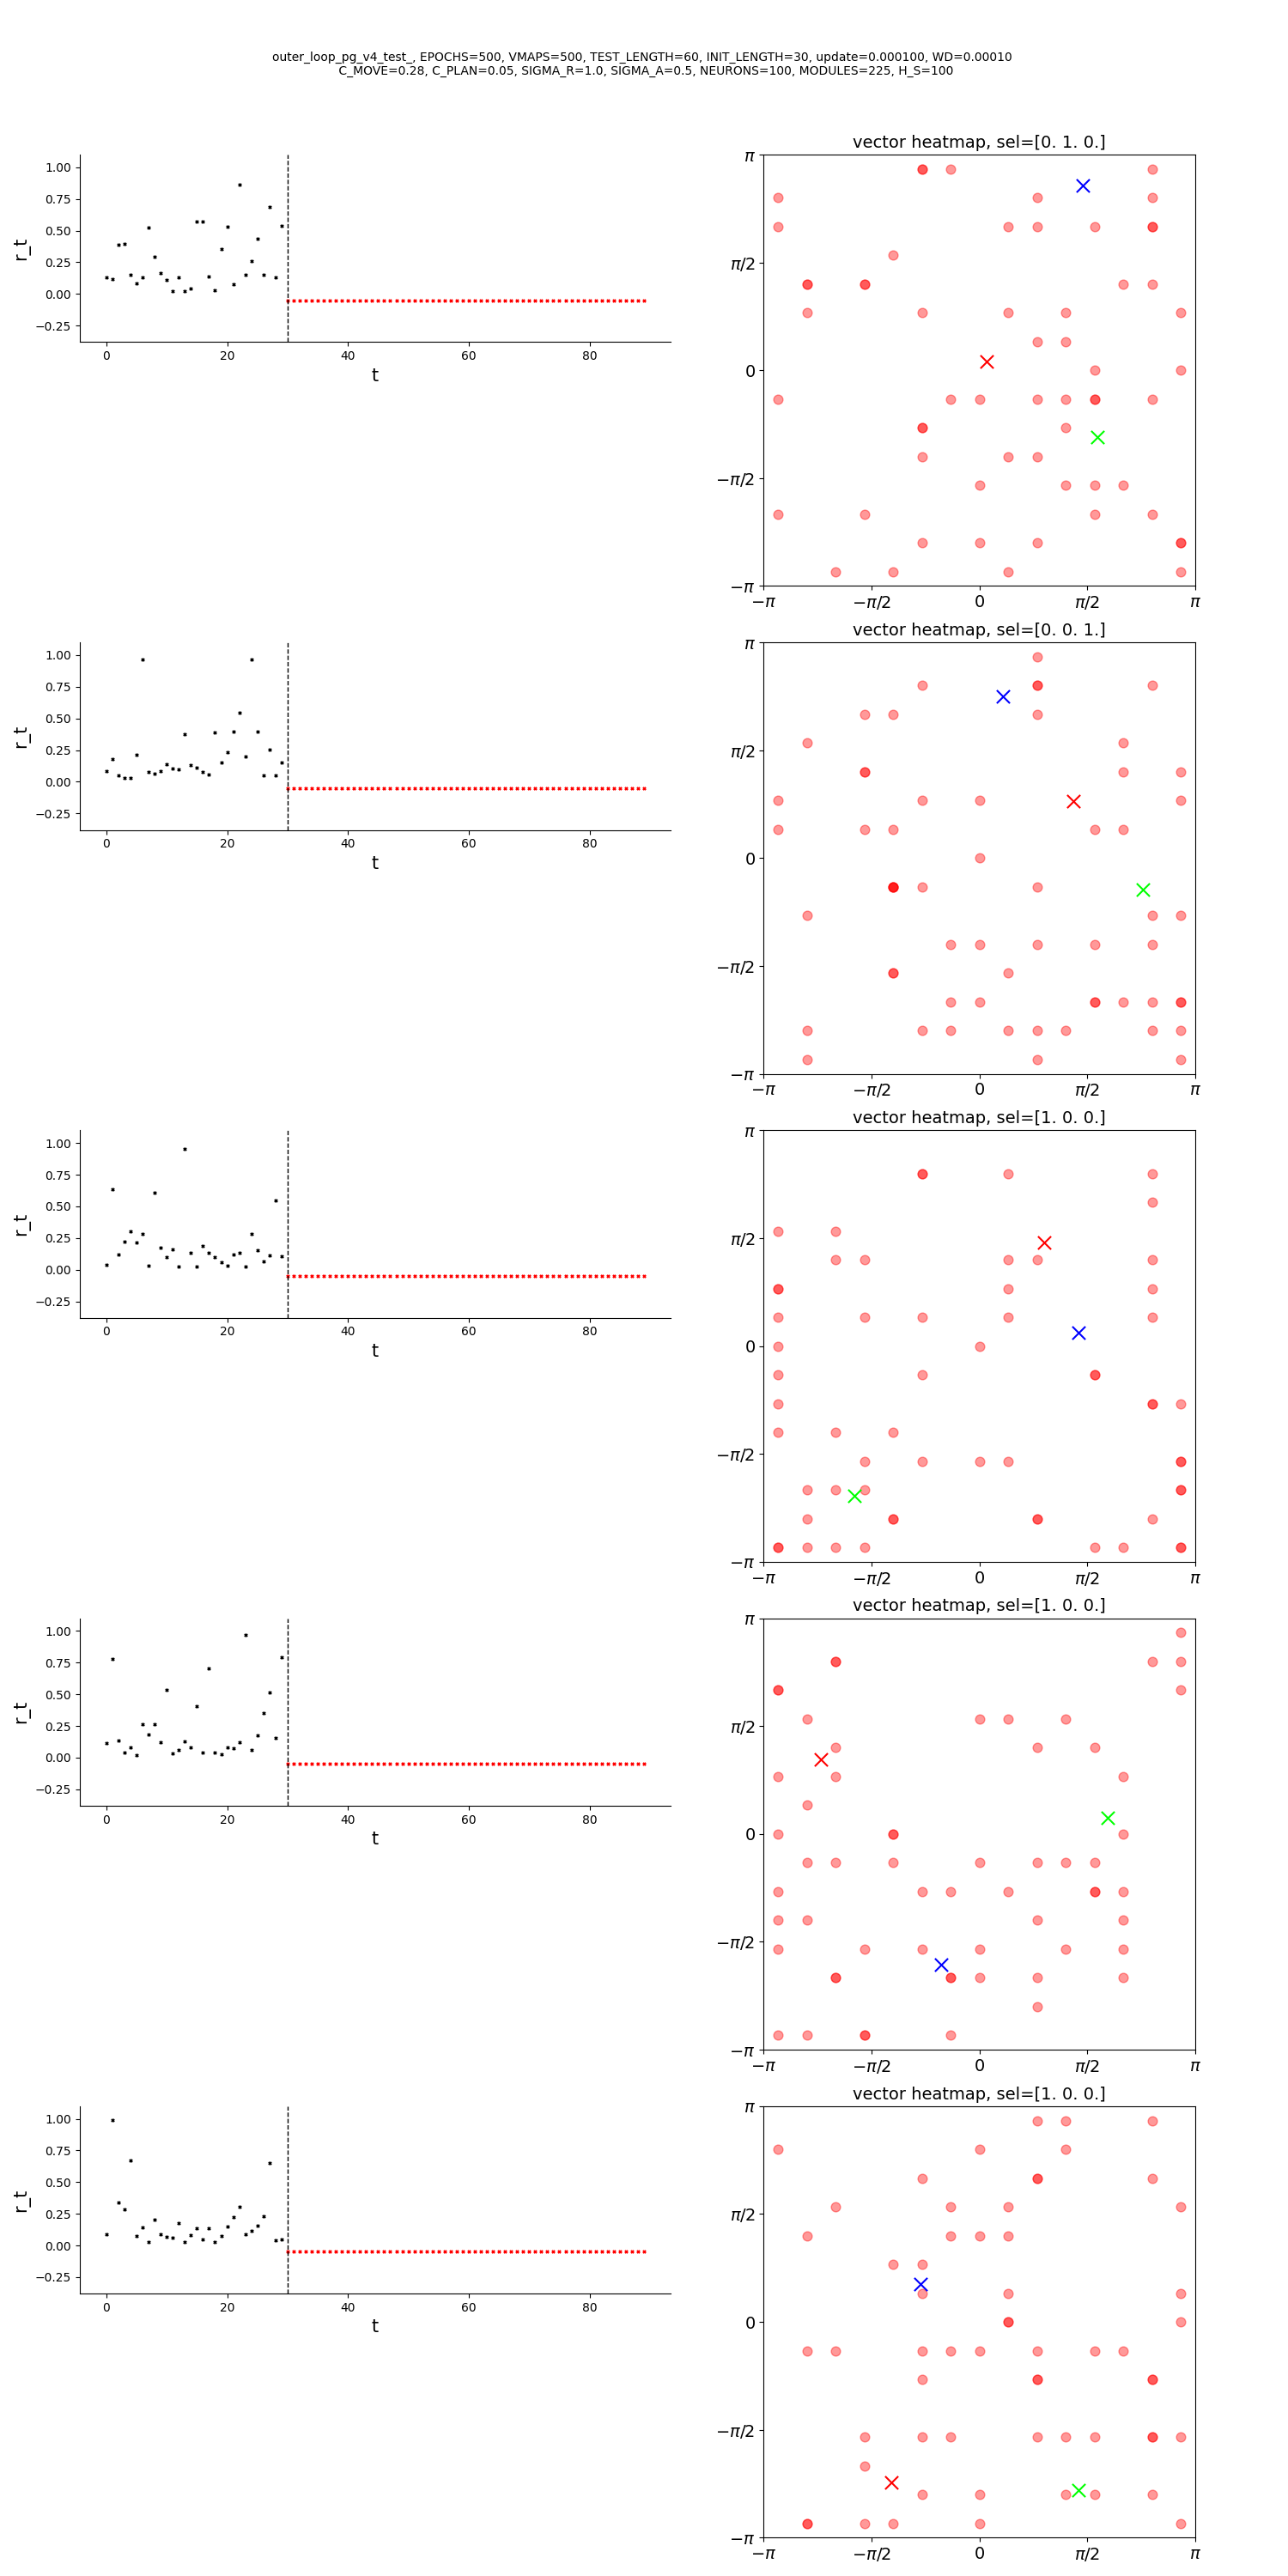 outer_loop_pg_v4_test_, EPOCHS=500, VMAPS=500, TEST_LENGTH=60, INIT_LENGTH=30, update=0.000100, WD=0.00010
C_MOVE=0.28, C_PLAN=0.05, SIGMA_R=1.0, SIGMA_A=0.5, NEURONS=100, MODULES=225, H_S=100
1.00
0.75
0.50
0.25
0.00
−0.25
r_t
0 20 40 60 80
t
vector heatmap, sel=[0. 1. 0.]
π
π/2
0
−π/2
−π
−π −π/2 0 π/2 π
1.00
0.75
0.50
0.25
0.00
−0.25
r_t
0 20 40 60 80
t
vector heatmap, sel=[0. 0. 1.]
π
π/2
0
−π/2
−π
−π −π/2 0 π/2 π
1.00
0.75
0.50
0.25
0.00
−0.25
r_t
0 20 40 60 80
t
vector heatmap, sel=[1. 0. 0.]
π
π/2
0
−π/2
−π
−π −π/2 0 π/2 π
1.00
0.75
0.50
0.25
0.00
−0.25
r_t
0 20 40 60 80
t
vector heatmap, sel=[1. 0. 0.]
π
π/2
0
−π/2
−π
−π −π/2 0 π/2 π
1.00
0.75
0.50
0.25
0.00
−0.25
r_t
0 20 40 60 80
t
vector heatmap, sel=[1. 0. 0.]
π
π/2
0
−π/2
−π
−π −π/2 0 π/2 π